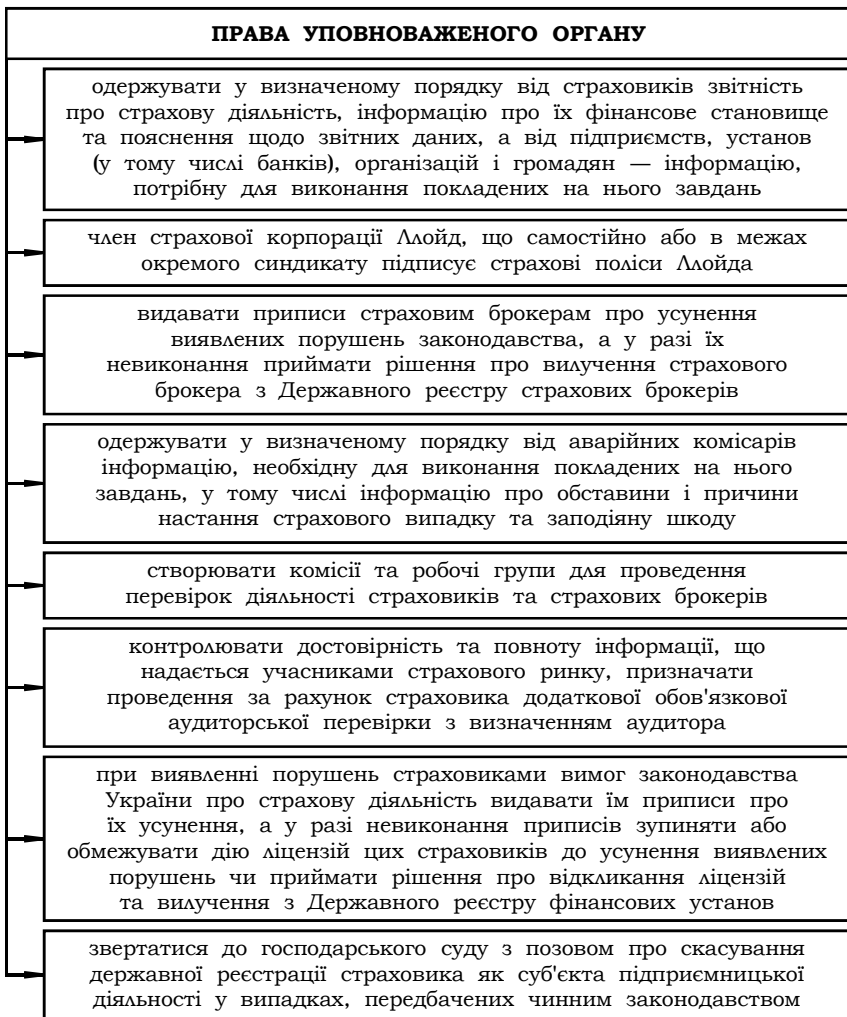 ПРАВА УПОВНОВАЖЕНОГО ОРГАНУ
одержувати у визначеному порядку від страховиків звітність
про страхову діяльність, інформацію про їх фінансове становище
та пояснення щодо звітних даних, а від підприємств, установ
(у тому числі банків), організацій і громадян — інформацію,
потрібну для виконання покладених на нього завдань
член страхової корпорації Ллойд, що самостійно або в межах
окремого синдикату підписує страхові поліси Ллойда
видавати приписи страховим брокерам про усунення
виявлених порушень законодавства, а у разі їх
невиконання приймати рішення про вилучення страхового
брокера з Державного реєстру страхових брокерів
одержувати у визначеному порядку від аварійних комісарів
інформацію, необхідну для виконання покладених на нього
завдань, у тому числі інформацію про обставини і причини
настання страхового випадку та заподіяну шкоду
створювати комісії та робочі групи для проведення
перевірок діяльності страховиків та страхових брокерів
контролювати достовірність та повноту інформації, що
надається учасниками страхового ринку, призначати
проведення за рахунок страховика додаткової обов'язкової
аудиторської перевірки з визначенням аудитора
при виявленні порушень страховиками вимог законодавства
України про страхову діяльність видавати їм приписи про
їх усунення, а у разі невиконання приписів зупиняти або
обмежувати дію ліцензій цих страховиків до усунення виявлених
порушень чи приймати рішення про відкликання ліцензій
та вилучення з Державного реєстру фінансових установ
звертатися до господарського суду з позовом про скасування
державної реєстрації страховика як суб'єкта підприємницької
діяльності у випадках, передбачених чинним законодавством